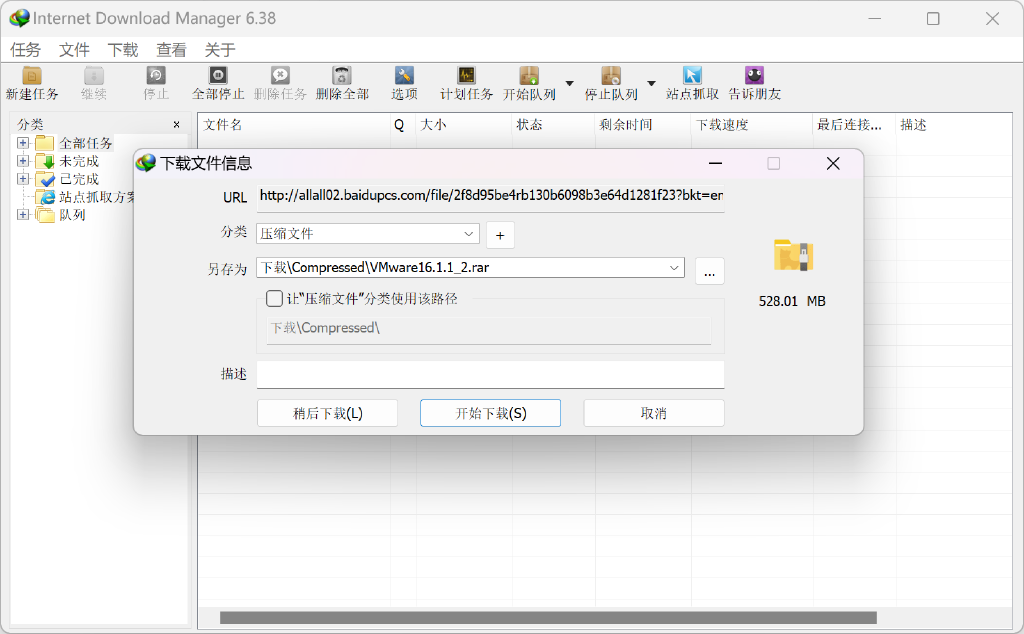 Internet Download Manager 6.38
任务 文件 下载 查看 关于
新建任务 继续 停止 全部停止 删除任务 删除全部 选项 计划任务 开始队列 停止队列 站点抓取 告诉朋友
分类 x
文件名 Q 大小 状态 剩余时间 下载速度 最后连接... 描述
全部任务
未完成
已完成
站点抓取方案
队列
下载文件信息
URL http://allall02.baidupcs.com/file/2f8d95be4rb130b6098b3e64d1281f23?bkt=en
分类 压缩文件 +
另存为 下载\Compressed\VMware16.1.1_2.rar ...
让“压缩文件”分类使用该路径
下载\Compressed\
528.01 MB
描述
稍后下载(L) 开始下载(S) 取消